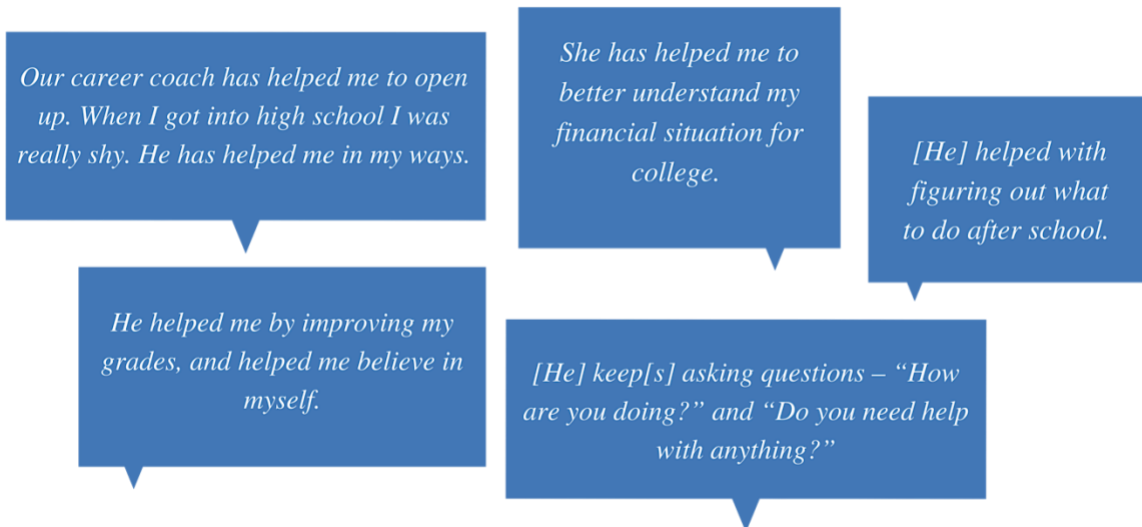 Our career coach has helped me to open
up. When I got into high school I was
really shy. He has helped me in my ways.
She has helped me to
better understand my
financial situation for
college.
[He] helped with
figuring out what
to do after school.
He helped me by improving my
grades, and helped me believe in
myself.
[He] keep[s] asking questions – “How
are you doing?” and “Do you need help
with anything?”